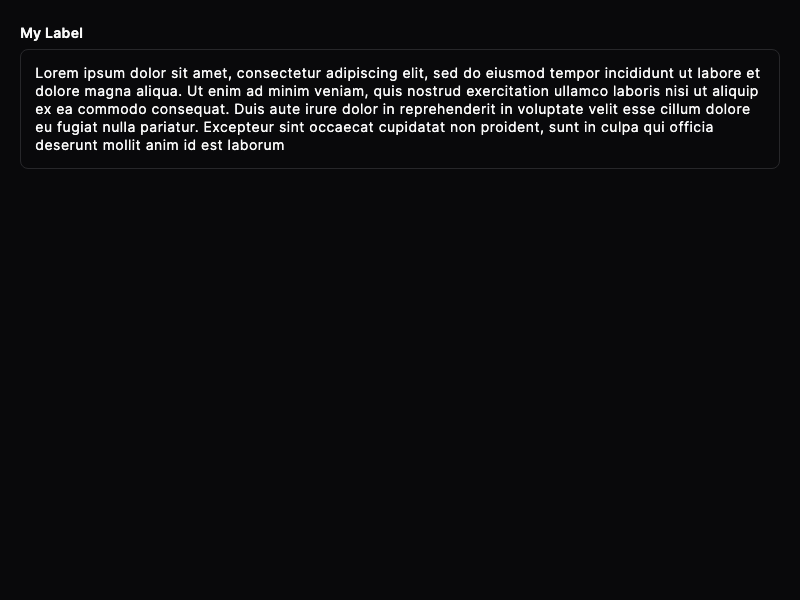 My Label
Lorem ipsum dolor sit amet, consectetur adipiscing elit, sed do eiusmod tempor incididunt ut labore et
dolore magna aliqua. Ut enim ad minim veniam, quis nostrud exercitation ullamco laboris nisi ut aliquip
ex ea commodo consequat. Duis aute irure dolor in reprehenderit in voluptate velit esse cillum dolore
eu fugiat nulla pariatur. Excepteur sint occaecat cupidatat non proident, sunt in culpa qui officia
deserunt mollit anim id est laborum